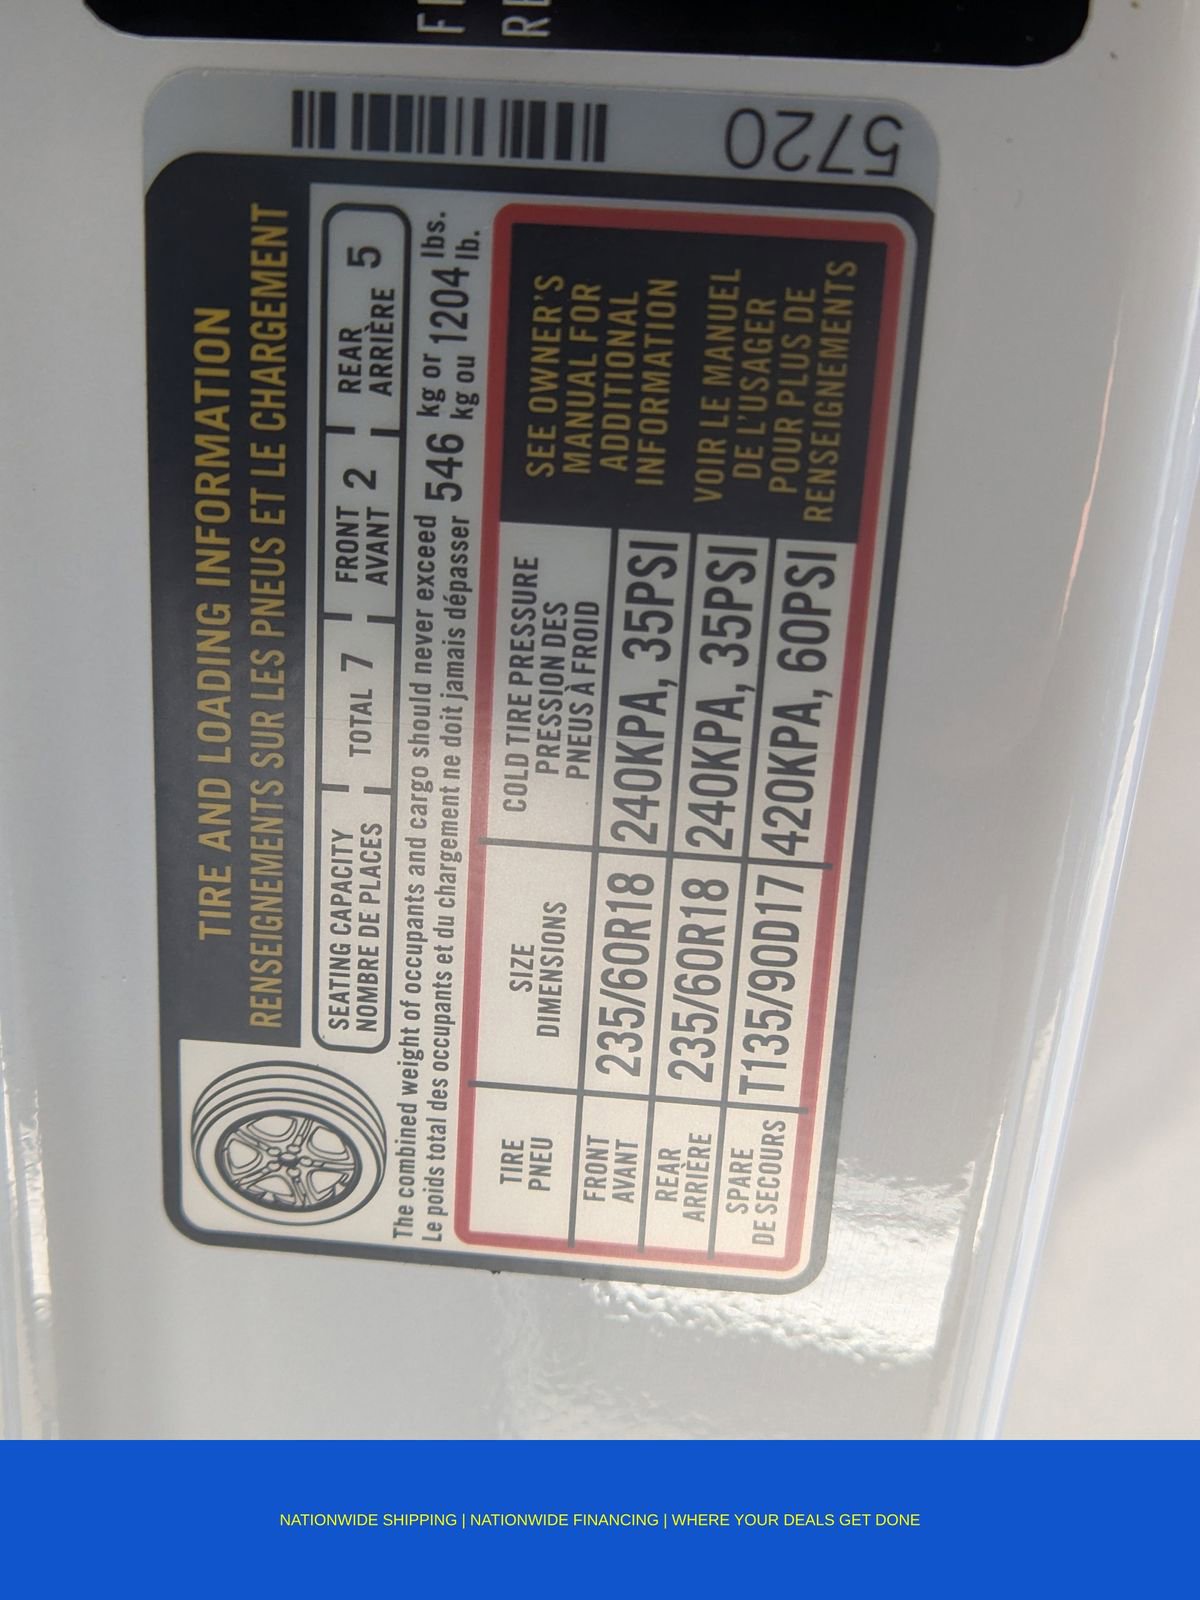 5720
TIRE AND LOADING INFORMATION
RENSEIGNEMENTS SUR LES PNEUS ET LE CHARGEMENT
SEATING CAPACITY
NOMBRE DE PLACES
TOTAL 7
FRONT
AVANT 2
REAR
ARRIÈRE 5
The combined weight of occupants and cargo should never exceed 546 kg or 1204 lbs.
Le poids total des occupants et du chargement ne doit jamais dépasser kg ou lb.
TIRE
PNEU
SIZE
DIMENSIONS
COLD TIRE PRESSURE
PRESSION DES
PNEUS À FROID
FRONT
AVANT
235/60R18
240KPA, 35PSI
REAR
ARRIÈRE
235/60R18
240KPA, 35PSI
SPARE
DE SECOURS
T135/90D17
420KPA, 60PSI
SEE OWNER'S
MANUAL FOR
ADDITIONAL
INFORMATION
VOIR LE MANUEL
DE L'USAGER
POUR PLUS DE
RENSEIGNEMENTS
NATIONWIDE SHIPPING | NATIONWIDE FINANCING | WHERE YOUR DEALS GET DONE